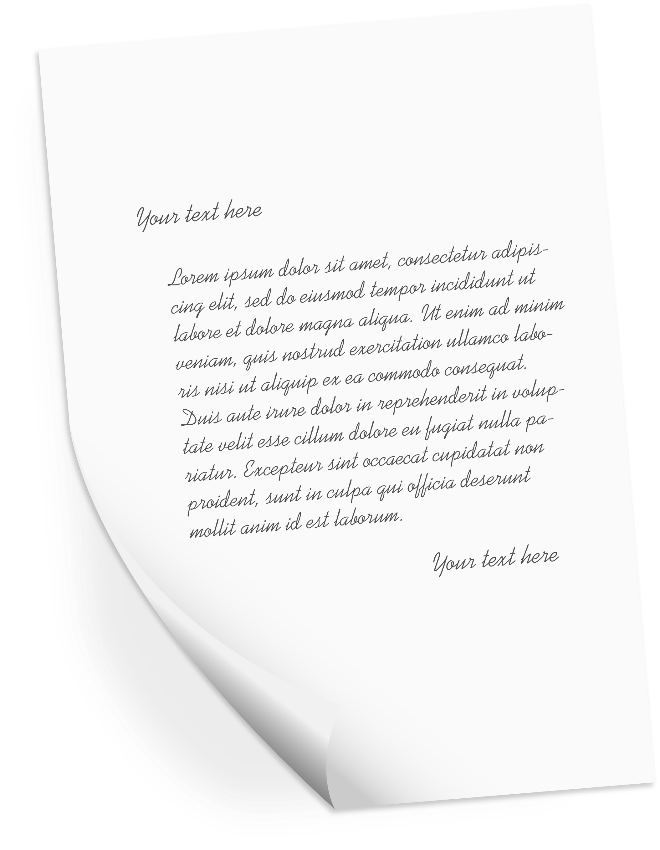 Your text here
Lorem ipsum dolor sit amet, consectetur adipis-
cing elit, sed do eiusmod tempor incididunt ut
labore et dolore magna aliqua. Ut enim ad minim
veniam, quis nostrud exercitation ullamco labo-
ris nisi ut aliquip ex ea commodo consequat.
Duis aute irure dolor in reprehenderit in volup-
tate velit esse cillum dolore eu fugiat nulla pa-
riatur. Excepteur sint occaecat cupidatat non
proident, sunt in culpa qui officia deserunt
mollit anim id est laborum.
Your text here